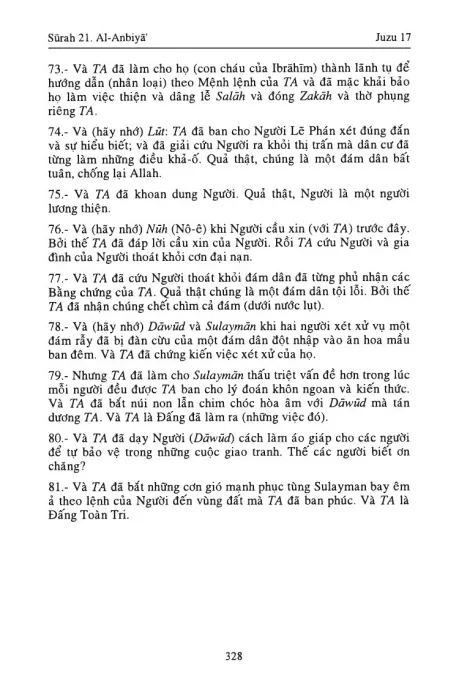 Sūrah 21. Al-Anbiyā' Juzu 17
73.- Và TA đã làm cho họ (con cháu của Ibrāhīm) thành lãnh tụ để
hướng dẫn (nhân loại) theo Mệnh lệnh của TA và đã mặc khải bảo
họ làm việc thiện và dâng lễ Salāh và đóng Zakāh và thờ phụng
riêng TA.
74.- Và (hãy nhớ) Lūt: TA đã ban cho Người Lẽ Phán xét đúng đắn
và sự hiểu biết; và đã giải cứu Người ra khỏi thị trấn mà dân cư đã
từng làm những điều khả-ố. Quả thật, chúng là một đám dân bất
tuân, chống lại Allah.
75.- Và TA đã khoan dung Người. Quả thật, Người là một người
lương thiện.
76.- Và (hãy nhớ) Nūh (Nô-ê) khi Người cầu xin (với TA) trước đây.
Bởi thế TA đã đáp lời cầu xin của Người. Rồi TA cứu Người và gia
đình của Người thoát khỏi cơn đại nạn.
77.- Và TA đã cứu Người thoát khỏi đám dân đã từng phủ nhận các
Bằng chứng của TA. Quả thật chúng là một đám dân tội lỗi. Bởi thế
TA đã nhận chúng chết chìm cả đám (dưới nước lụt).
78.- Và (hãy nhớ) Dāwūd và Sulaymān khi hai người xét xử vụ một
đám rẫy đã bị đàn cừu của một đám dân đột nhập vào ăn hoa mầu
ban đêm. Và TA đã chứng kiến việc xét xử của họ.
79.- Nhưng TA đã làm cho Sulaymān thấu triệt vấn đề hơn trong lúc
mỗi người đều được TA ban cho lý đoán khôn ngoan và kiến thức.
Và TA đã bắt núi non lẫn chim chóc hòa âm với Dāwūd mà tán
dương TA. Và TA là Đấng đã làm ra (những việc đó).
80.- Và TA đã dạy Người (Dāwūd) cách làm áo giáp cho các người
để tự bảo vệ trong những cuộc giao tranh. Thế các người biết ơn
chăng?
81.- Và TA đã bắt những cơn gió mạnh phục tùng Sulayman bay êm
ả theo lệnh của Người đến vùng đất mà TA đã ban phúc. Và TA là
Đấng Toàn Tri.
328